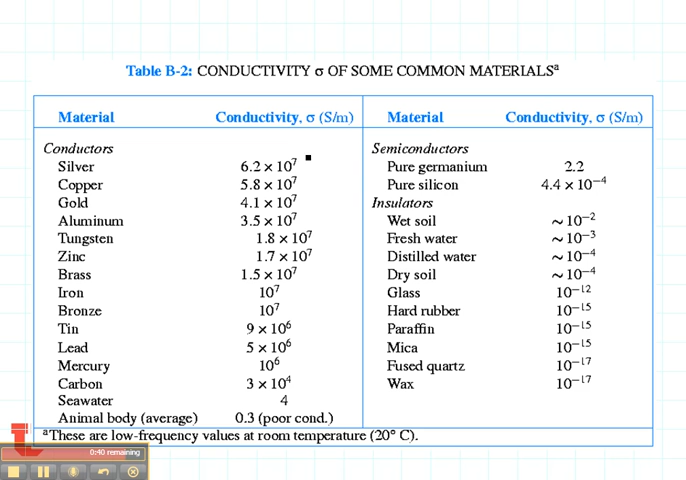 Table B-2: CONDUCTIVITY σ OF SOME COMMON MATERIALSᵃ
Material Conductivity, σ (S/m) Material Conductivity, σ (S/m)
Conductors Semiconductors
Silver 6.2 × 10⁷ Pure germanium 2.2
Copper 5.8 × 10⁷ Pure silicon 4.4 × 10⁻⁴
Gold 4.1 × 10⁷ Insulators
Aluminum 3.5 × 10⁷ Wet soil ~10⁻²
Tungsten 1.8 × 10⁷ Fresh water ~10⁻³
Zinc 1.7 × 10⁷ Distilled water ~10⁻⁴
Brass 1.5 × 10⁷ Dry soil ~10⁻⁴
Iron 10⁷ Glass 10⁻¹²
Bronze 10⁷ Hard rubber 10⁻¹⁵
Tin 9 × 10⁶ Paraffin 10⁻¹⁵
Lead 5 × 10⁶ Mica 10⁻¹⁵
Mercury 10⁶ Fused quartz 10⁻¹⁷
Carbon 3 × 10⁴ Wax 10⁻¹⁷
Seawater 4
Animal body (average) 0.3 (poor cond.)
ᵃThese are low-frequency values at room temperature (20° C).
0:40 remaining